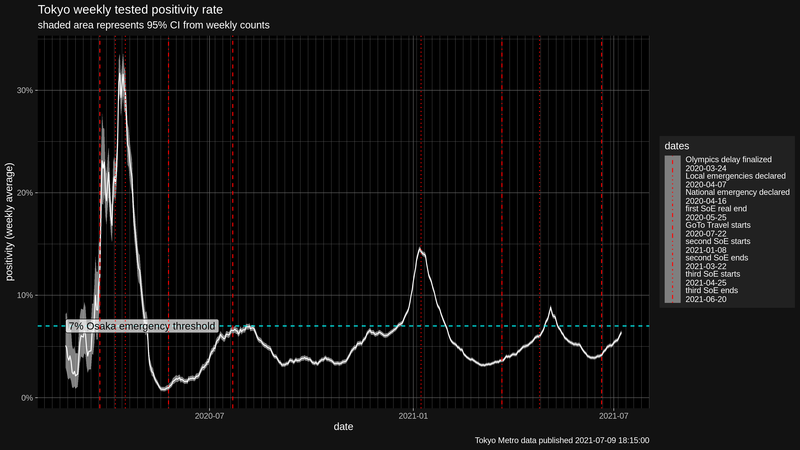 Tokyo weekly tested positivity rate
shaded area represents 95% CI from weekly counts
30%
20%
10%
0%
positivity (weekly average)
7% Osaka emergency threshold
2020-07
2021-01
2021-07
date
dates
Olympics delay finalized
2020-03-24
Local emergencies declared
2020-04-07
National emergency declared
2020-04-16
first SoE real end
2020-05-25
GoTo Travel starts
2020-07-22
second SoE starts
2021-01-08
second SoE ends
2021-03-22
third SoE starts
2021-04-25
third SoE ends
2021-06-20
Tokyo Metro data published 2021-07-09 18:15:00